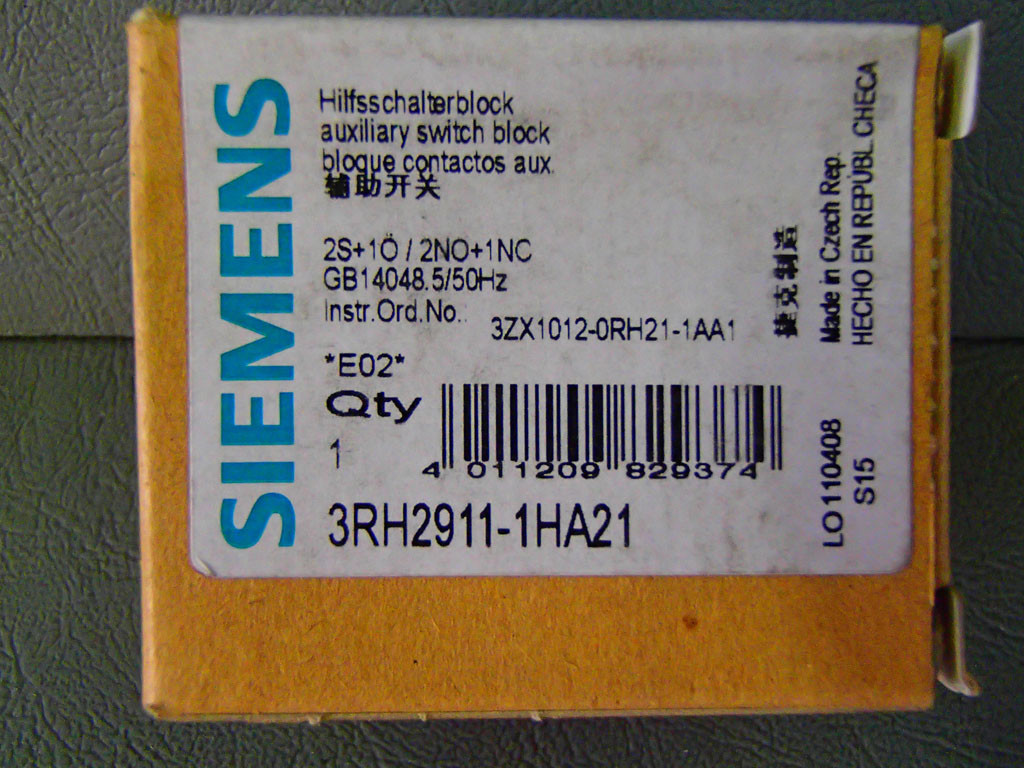 SIEMENS
Hilfsschalterblock
auxiliary switch block
bloque contactos aux.
辅助开关
2S+1Ö / 2NO+1NC
GB14048.5/50Hz
Instr.Ord.No.:
3ZX1012-0RH21-1AA1
*E02*
Qty
1
4 011209 829374
3RH2911-1HA21
捷克制造
Made in Czech Rep.
HECHO EN REPÚBL.CHECA
LO110408
S15